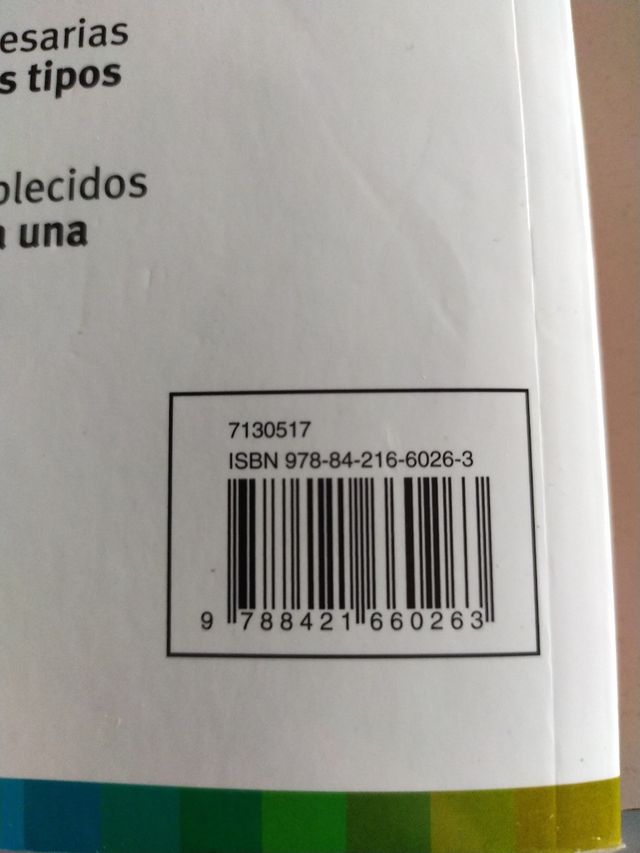 esarias
s tipos
blecidos
a una
7130517
ISBN 978-84-216-6026-3
9 788421 660263